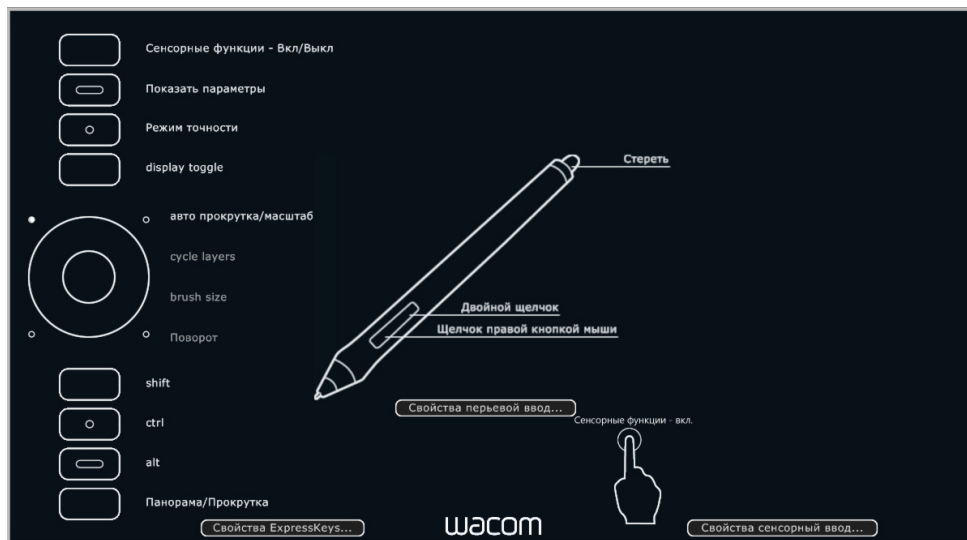 Сенсорные функции - Вкл/Выкл
Показать параметры
Режим точности
display toggle
авто прокрутка/масштаб
cycle layers
brush size
Поворот
shift
ctrl
alt
Панорама/Прокрутка
Свойства ExpressKeys...
Стереть
Двойной щелчок
Щелчок правой кнопкой мыши
Свойства перьевой ввод...
Сенсорные функции - вкл.
wacom
Свойства сенсорный ввод...